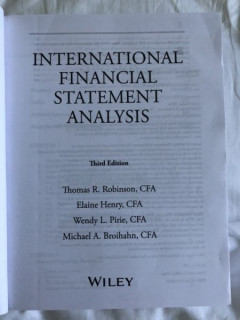 INTERNATIONAL
FINANCIAL
STATEMENT
ANALYSIS
Third Edition
Thomas R. Robinson, CFA
Elaine Henry, CFA
Wendy L. Pirie, CFA
Michael A. Broihahn, CFA
WILEY